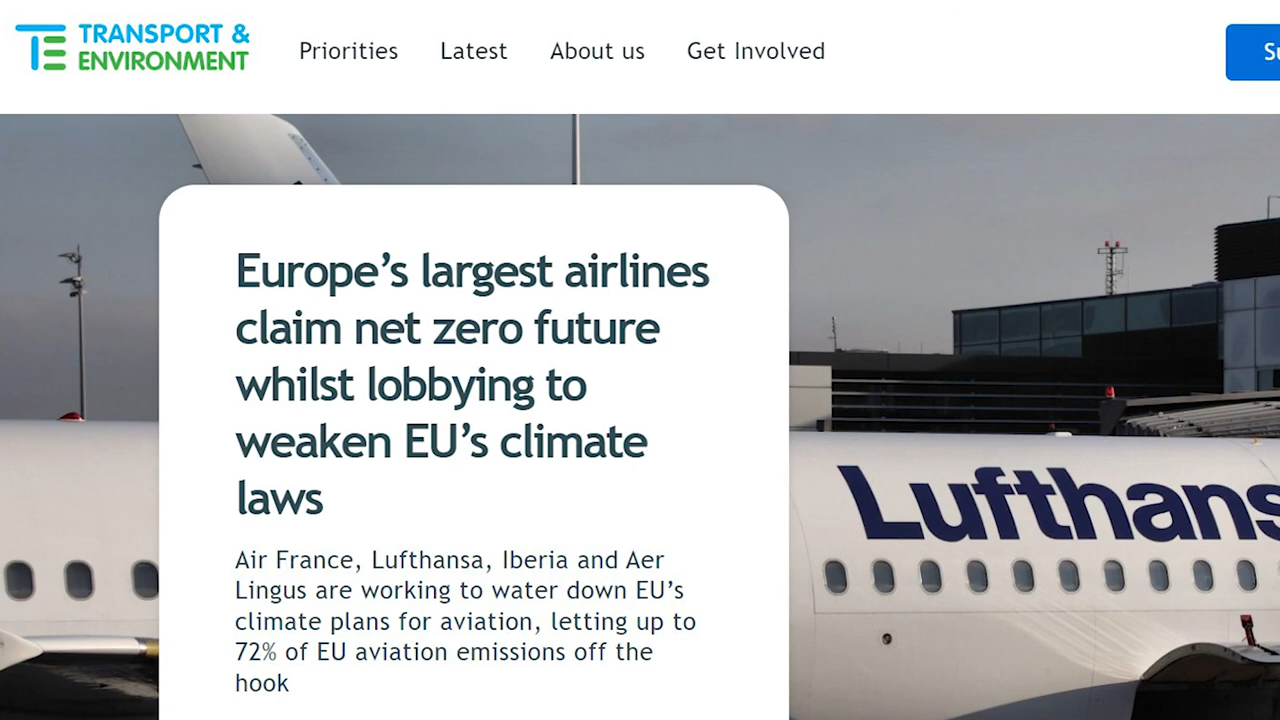 TRANSPORT &
ENVIRONMENT
Priorities
Latest
About us
Get Involved
Europe’s largest airlines
claim net zero future
whilst lobbying to
weaken EU’s climate
laws
Air France, Lufthansa, Iberia and Aer
Lingus are working to water down EU’s
climate plans for aviation, letting up to
72% of EU aviation emissions off the
hook
Lufthans